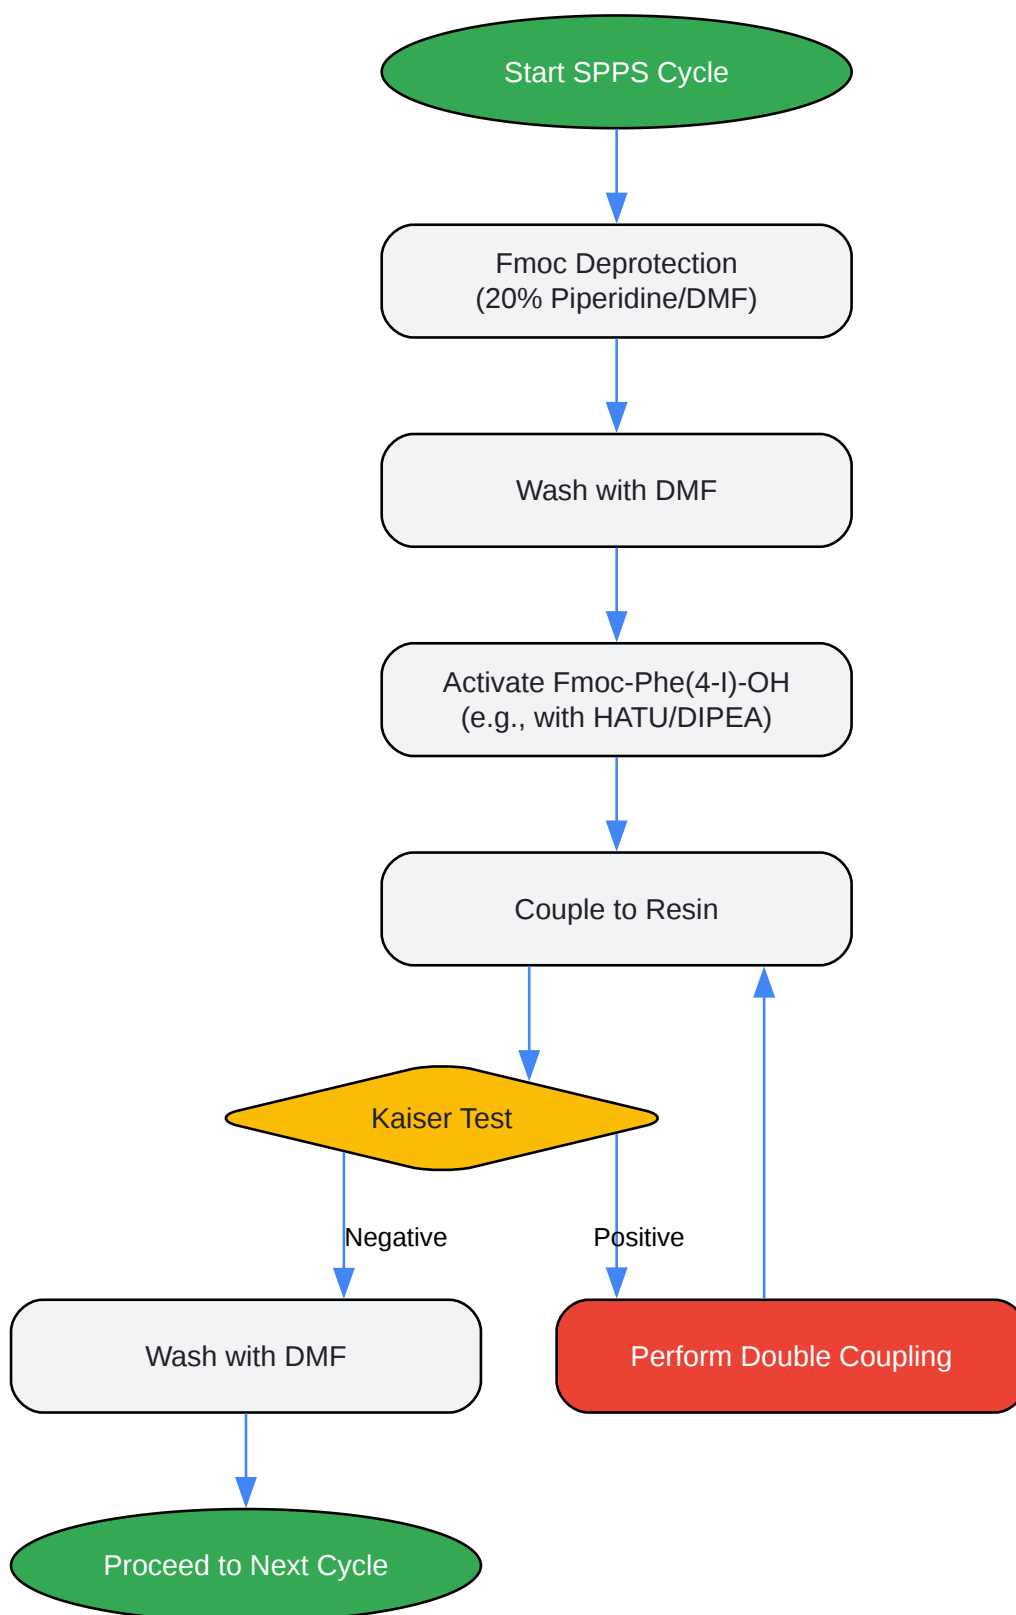 Start SPPS Cycle
Fmoc Deprotection
(20% Piperidine/DMF)
Wash with DMF
Activate Fmoc-Phe(4-I)-OH
(e.g., with HATU/DIPEA)
Couple to Resin
Kaiser Test
Negative
Positive
Wash with DMF
Perform Double Coupling
Proceed to Next Cycle